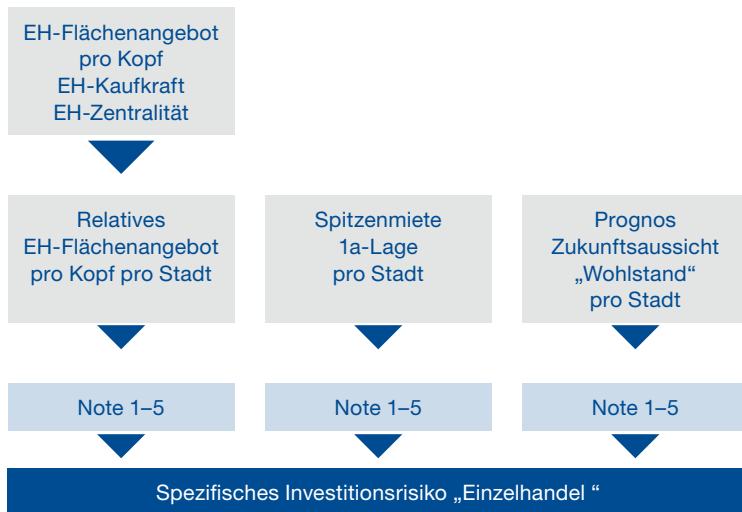 EH-Flächenangebot
pro Kopf
EH-Kaufkraft
EH-Zentralität
Relatives
EH-Flächenangebot
pro Kopf pro Stadt
Spitzenmiete
1a-Lage
pro Stadt
Prognos
Zukunftsaussicht
„Wohlstand“
pro Stadt
Note 1–5
Note 1–5
Note 1–5
Spezifisches Investitionsrisiko „Einzelhandel “